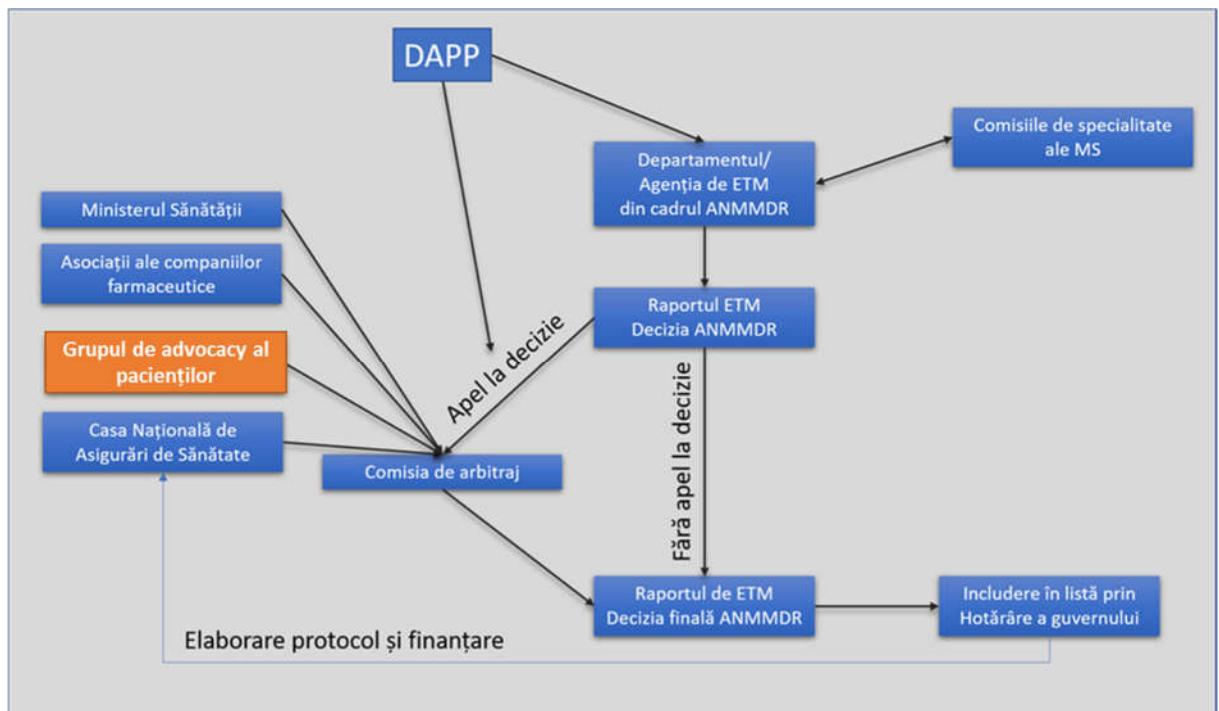 DAPP
Comisiile de specialitate
ale MS
Departamentul/
Agenția de ETM
din cadrul ANMMDR
Ministerul Sănătății
Asociații ale companiilor
farmaceutice
Raportul ETM
Decizia ANMMDR
Grupul de advocacy al
pacienților
Apel la decizie
Fără apel la decizie
Casa Națională de
Asigurări de Sănătate
Comisia de arbitraj
Raportul de ETM
Decizia finală ANMMDR
Includere în listă prin
Hotărâre a guvernului
Elaborare protocol și finanțare